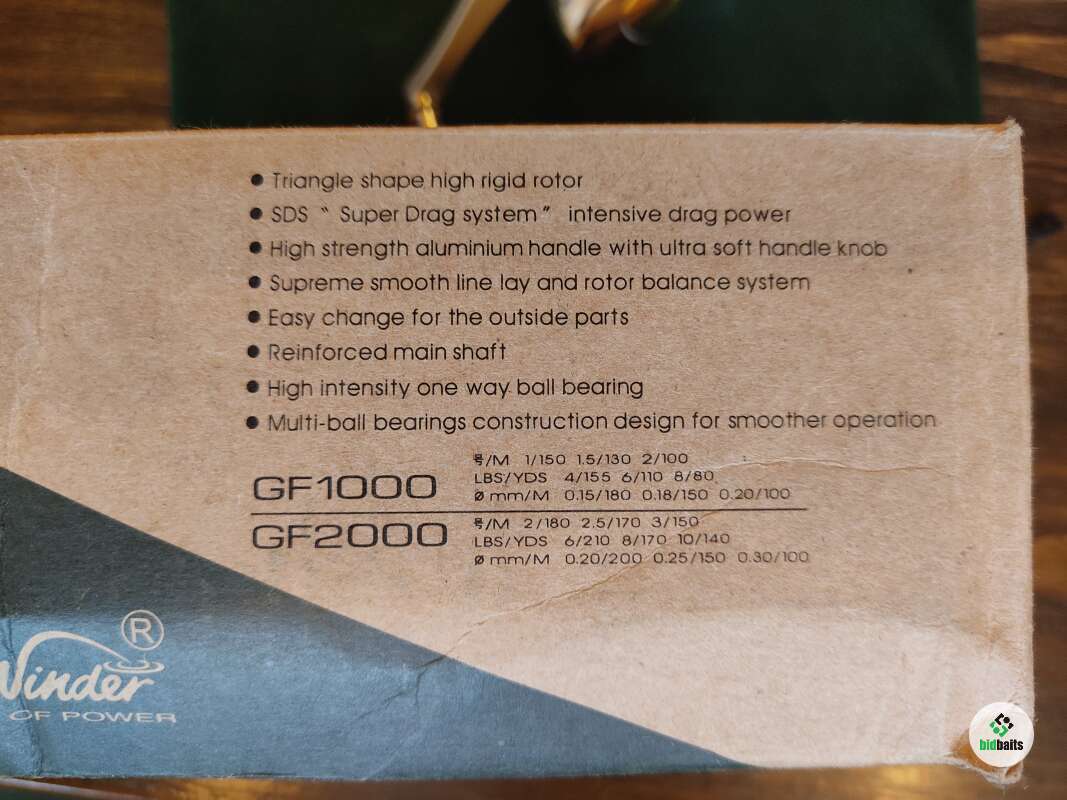 ● Triangle shape high rigid rotor
● SDS “ Super Drag system” intensive drag power
● High strength aluminium handle with ultra soft handle knob
● Supreme smooth line lay and rotor balance system
● Easy change for the outside parts
● Reinforced main shaft
● High intensity one way ball bearing
● Multi-ball bearings construction design for smoother operation
GF1000
号/M 1/150 1.5/130 2/100
LBS/YDS 4/155 6/110 8/80
ø mm/M 0.15/180 0.18/150 0.20/100
GF2000
号/M 2/180 2.5/170 3/150
LBS/YDS 6/210 8/170 10/140
ø mm/M 0.20/200 0.25/150 0.30/100
Winder®
OF POWER
bidbaits